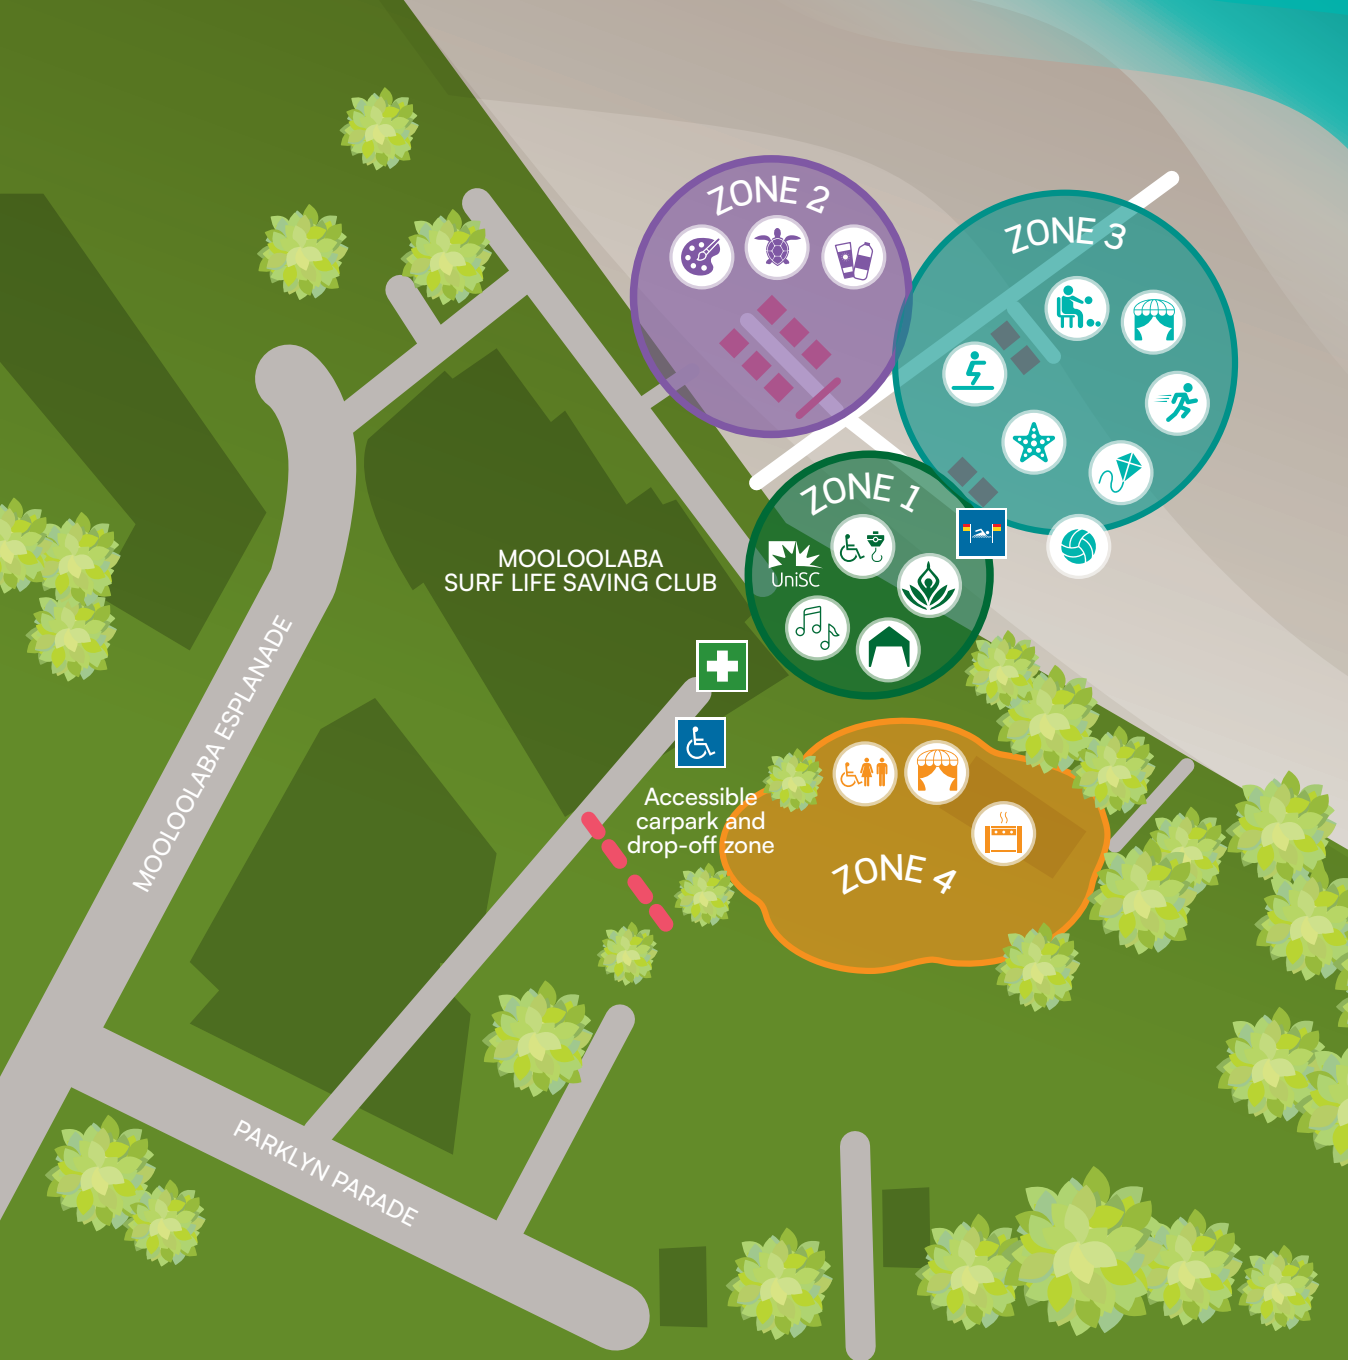 ZONE 2
ZONE 3
ZONE 1
UniSC
MOOLOOLABA
SURF LIFE SAVING CLUB
Accessible
carpark and
drop-off zone
ZONE 4
MOOLOOLABA ESPLANADE
PARKLYN PARADE